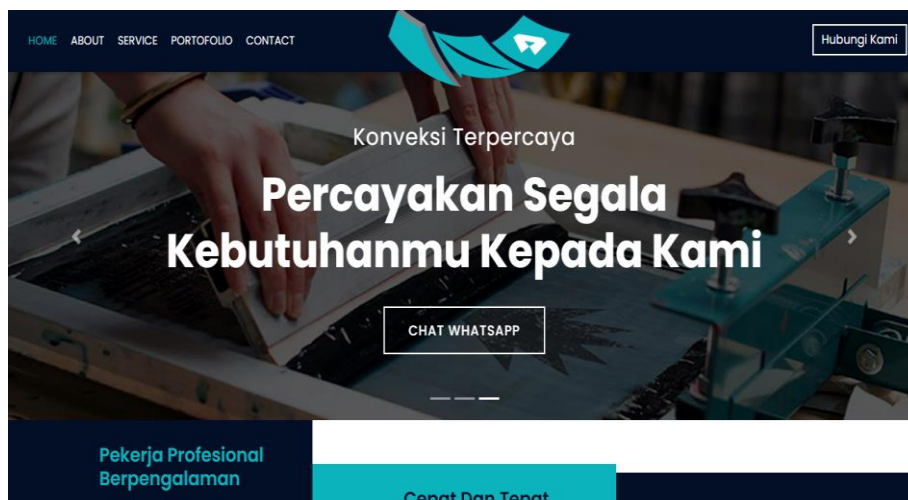 HOME ABOUT SERVICE PORTOFOLIO CONTACT
Hubungi Kami
Konveksi Terpercaya
Percayakan Segala
Kebutuhanmu Kepada Kami
CHAT WHATSAPP
Pekerja Profesional
Berpengalaman
Cepat Dan Tepat